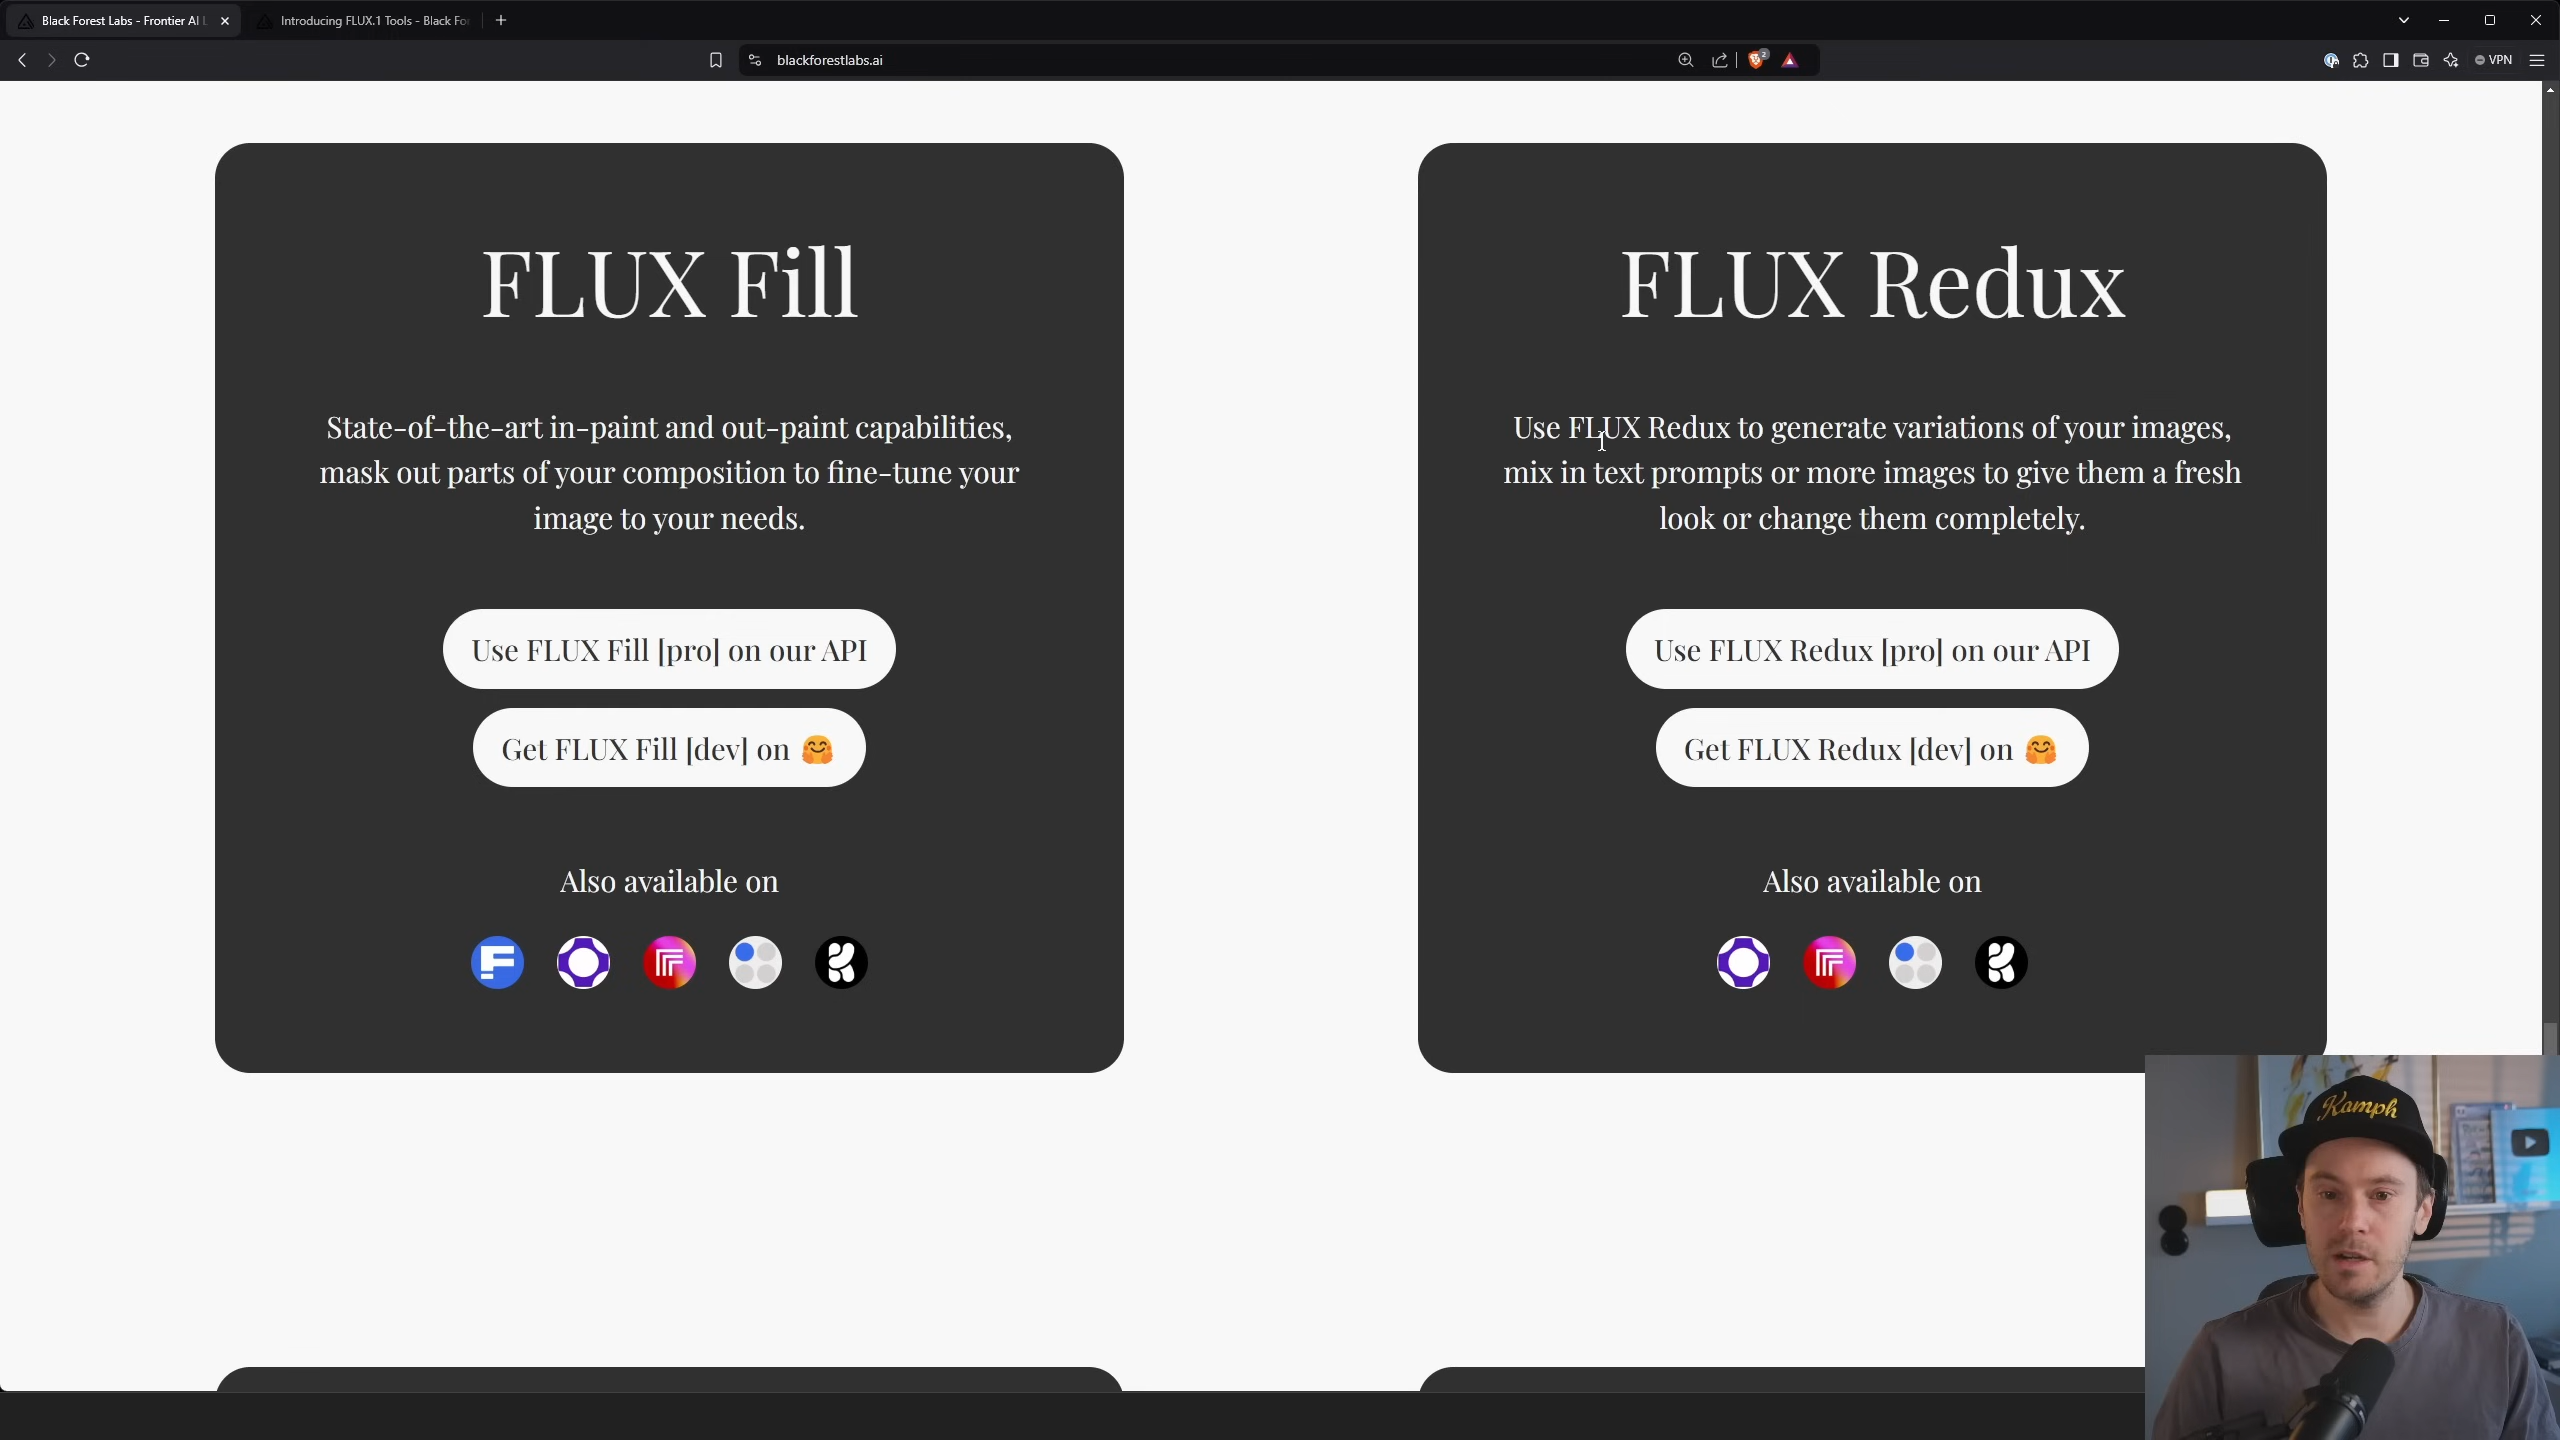 Black Forest Labs - Frontier AI L
Introducing FLUX.1 Tools - Black Fo
blackforestlabs.ai
2
VPN
FLUX Fill
State-of-the-art in-paint and out-paint capabilities,
mask out parts of your composition to fine-tune your
image to your needs.
Use FLUX Fill [pro] on our API
Get FLUX Fill [dev] on 🤗
Also available on
FLUX Redux
Use FLUX Redux to generate variations of your images,
mix in text prompts or more images to give them a fresh
look or change them completely.
Use FLUX Redux [pro] on our API
Get FLUX Redux [dev] on 🤗
Also available on
Kamph